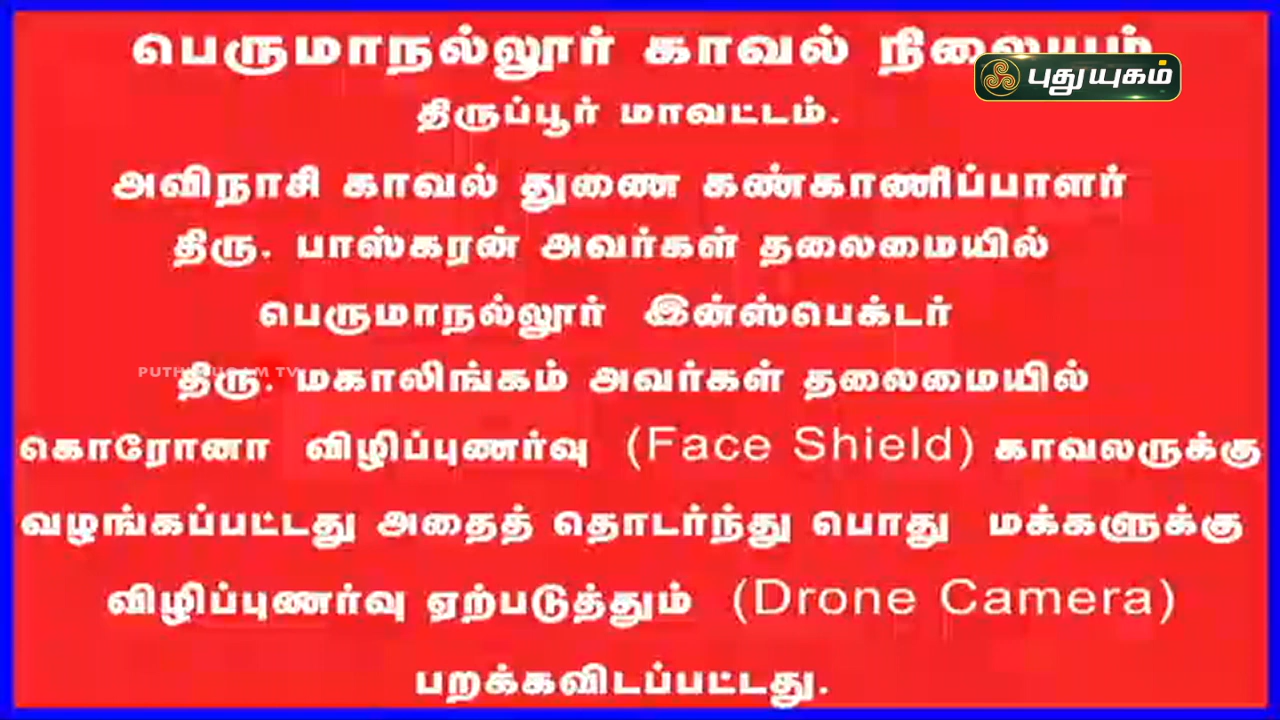 பெருமாநல்லூர் காவல் நிலையம்
புதுயுகம்
திருப்பூர் மாவட்டம்.
அவிநாசி காவல் துணை கண்காணிப்பாளர்
திரு. பாஸ்கரன் அவர்கள் தலைமையில்
பெருமாநல்லூர் இன்ஸ்பெக்டர்
திரு. மகாலிங்கம் அவர்கள் தலைமையில்
கொரோனா விழிப்புணர்வு (Face Shield) காவலருக்கு
வழங்கப்பட்டது அதைத் தொடர்ந்து பொது மக்களுக்கு
விழிப்புணர்வு ஏற்படுத்தும் (Drone Camera)
பறக்கவிடப்பட்டது.